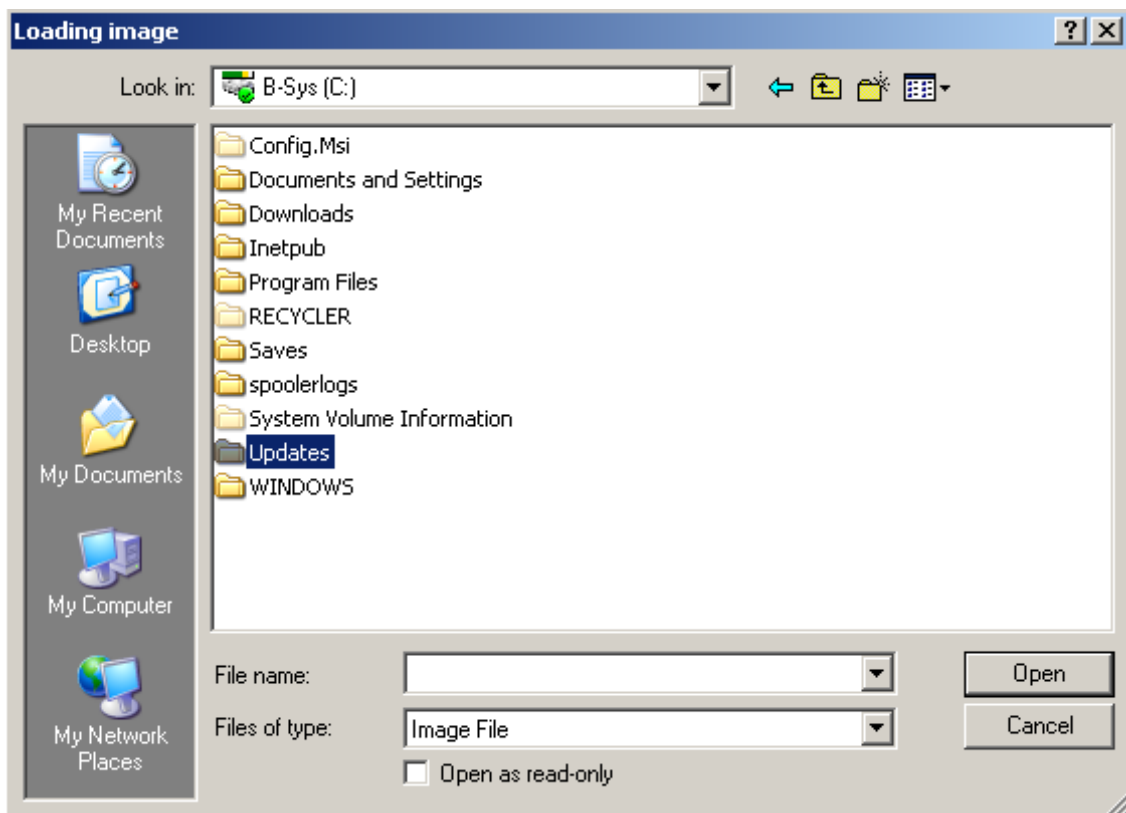 Loading image
Look in:
B-Sys (C:)
My Recent
Documents
Desktop
My Documents
My Computer
My Network
Places
Config.Msi
Documents and Settings
Downloads
Inetpub
Program Files
RECYCLER
Saves
spoolerlogs
System Volume Information
Updates
WINDOWS
File name:
Open
Files of type:
Image File
Cancel
Open as read-only